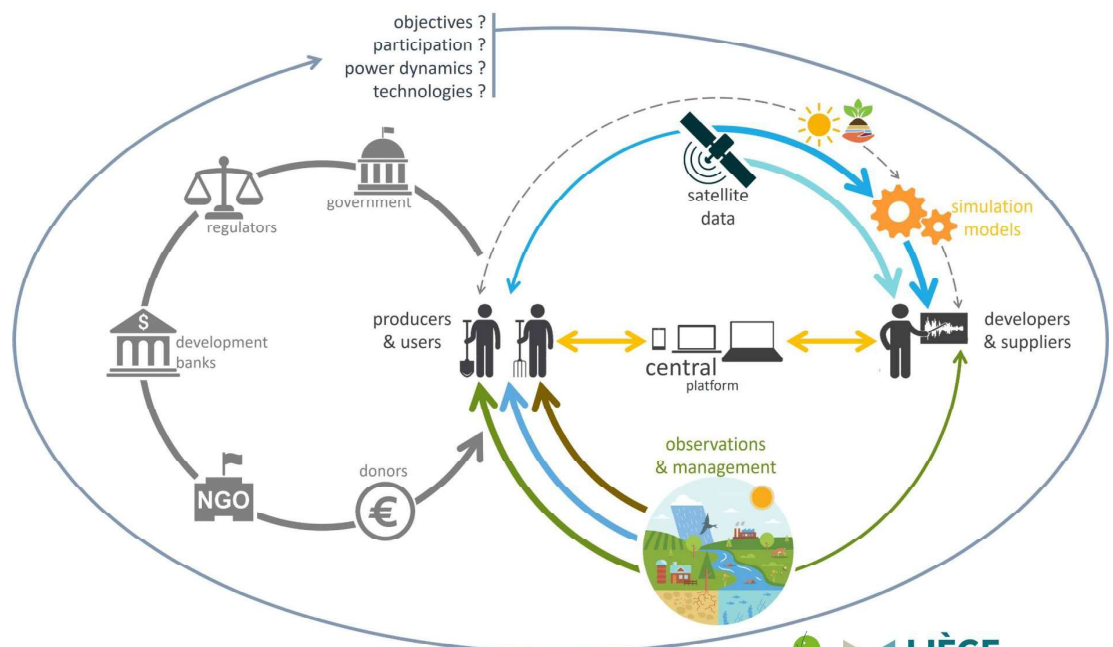 objectives ?
participation ?
power dynamics ?
technologies ?
government
regulators
satellite
data
simulation
models
$
development
banks
producers
& users
central
platform
developers
& suppliers
observations
& management
donors
NGO
€
LIÈGE